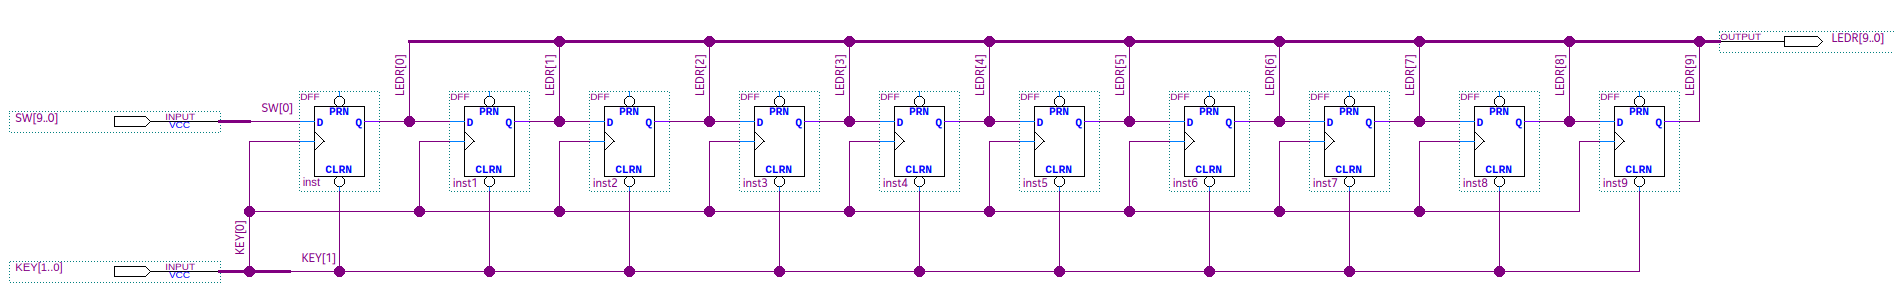 OUTPUT
LEDR[9..0]
LEDR[0]
LEDR[1]
LEDR[2]
LEDR[3]
LEDR[4]
LEDR[5]
LEDR[6]
LEDR[7]
LEDR[8]
LEDR[9]
SW[9..0]
INPUT
VCC
SW[0]
DFF
PRN
D
Q
CLRN
inst
DFF
PRN
D
Q
CLRN
inst1
DFF
PRN
D
Q
CLRN
inst2
DFF
PRN
D
Q
CLRN
inst3
DFF
PRN
D
Q
CLRN
inst4
DFF
PRN
D
Q
CLRN
inst5
DFF
PRN
D
Q
CLRN
inst6
DFF
PRN
D
Q
CLRN
inst7
DFF
PRN
D
Q
CLRN
inst8
DFF
PRN
D
Q
CLRN
inst9
KEY[0]
KEY[1..0]
INPUT
VCC
KEY[1]